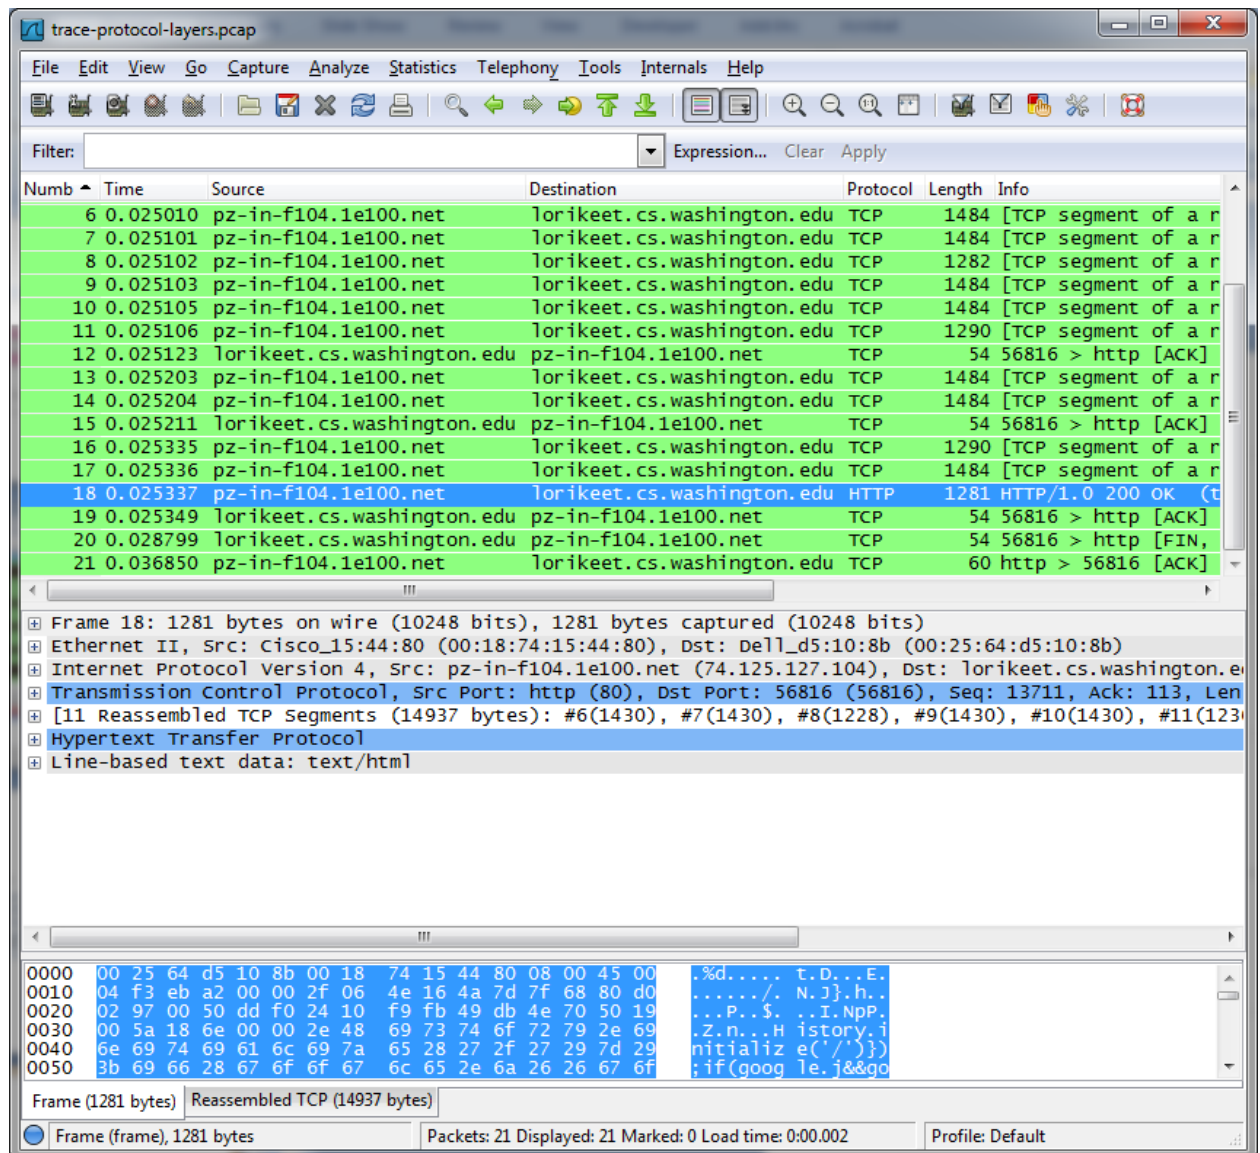 trace-protocol-layers.pcap
File Edit View Go Capture Analyze Statistics Telephony Tools Internals Help
Filter: Expression... Clear Apply
Numb Time Source Destination Protocol Length Info
6 0.025010 pz-in-f104.1e100.net lorikeet.cs.washington.edu TCP 1484 [TCP segment of a r
7 0.025101 pz-in-f104.1e100.net lorikeet.cs.washington.edu TCP 1484 [TCP segment of a r
8 0.025102 pz-in-f104.1e100.net lorikeet.cs.washington.edu TCP 1282 [TCP segment of a r
9 0.025103 pz-in-f104.1e100.net lorikeet.cs.washington.edu TCP 1484 [TCP segment of a r
10 0.025105 pz-in-f104.1e100.net lorikeet.cs.washington.edu TCP 1484 [TCP segment of a r
11 0.025106 pz-in-f104.1e100.net lorikeet.cs.washington.edu TCP 1290 [TCP segment of a r
12 0.025123 lorikeet.cs.washington.edu pz-in-f104.1e100.net TCP 54 56816 > http [ACK]
13 0.025203 pz-in-f104.1e100.net lorikeet.cs.washington.edu TCP 1484 [TCP segment of a r
14 0.025204 pz-in-f104.1e100.net lorikeet.cs.washington.edu TCP 1484 [TCP segment of a r
15 0.025211 lorikeet.cs.washington.edu pz-in-f104.1e100.net TCP 54 56816 > http [ACK]
16 0.025335 pz-in-f104.1e100.net lorikeet.cs.washington.edu TCP 1290 [TCP segment of a r
17 0.025336 pz-in-f104.1e100.net lorikeet.cs.washington.edu TCP 1484 [TCP segment of a r
18 0.025337 pz-in-f104.1e100.net lorikeet.cs.washington.edu HTTP 1281 HTTP/1.0 200 OK (t
19 0.025349 lorikeet.cs.washington.edu pz-in-f104.1e100.net TCP 54 56816 > http [ACK]
20 0.028799 lorikeet.cs.washington.edu pz-in-f104.1e100.net TCP 54 56816 > http [FIN,
21 0.036850 pz-in-f104.1e100.net lorikeet.cs.washington.edu TCP 60 http > 56816 [ACK]
Frame 18: 1281 bytes on wire (10248 bits), 1281 bytes captured (10248 bits)
Ethernet II, Src: Cisco_15:44:80 (00:18:74:15:44:80), Dst: Dell_d5:10:8b (00:25:64:d5:10:8b)
Internet Protocol Version 4, Src: pz-in-f104.1e100.net (74.125.127.104), Dst: lorikeet.cs.washington.e
Transmission Control Protocol, Src Port: http (80), Dst Port: 56816 (56816), Seq: 13711, Ack: 113, Len
[11 Reassembled TCP Segments (14937 bytes): #6(1430), #7(1430), #8(1228), #9(1430), #10(1430), #11(123
Hypertext Transfer Protocol
Line-based text data: text/html
0000 00 25 64 d5 10 8b 00 18 74 15 44 80 08 00 45 00 .%d..... t.D...E.
0010 04 f3 eb a2 00 00 2f 06 4e 16 4a 7d 7f 68 80 d0 ....../. N.J}.h..
0020 02 97 00 50 dd f0 24 10 f9 fb 49 db 4e 70 50 19 ...P..$. ..I.NpP.
0030 00 5a 18 6e 00 00 2e 48 69 73 74 6f 72 79 2e 69 .Z.n...H istory.i
0040 6e 69 74 69 61 6c 69 7a 65 28 27 2f 27 29 7d 29 nitializ e('/')})
0050 3b 69 66 28 67 6f 6f 67 6c 65 2e 6a 26 26 67 6f ;if(goog le.j&&go
Frame (1281 bytes) Reassembled TCP (14937 bytes)
Frame (frame), 1281 bytes Packets: 21 Displayed: 21 Marked: 0 Load time: 0:00.002 Profile: Default